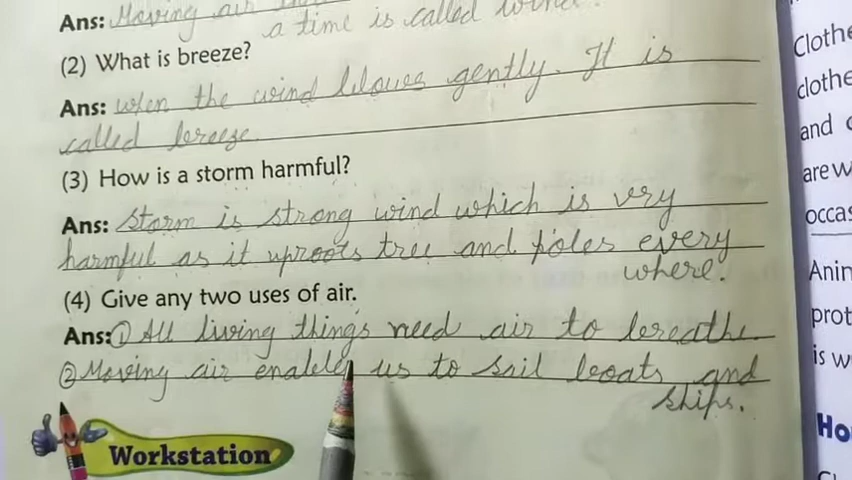 Ans: Moving air
a time is called wind.
(2) What is breeze?
Ans: when the wind blows gently. It is
called breeze
(3) How is a storm harmful?
Ans: Storm is strong wind which is very
harmful as it uproots tree and poles every
where.
(4) Give any two uses of air.
Ans: ① All living things need air to breathe.
② Moving air enables us to sail boats and
ships.
Workstation
Clothe
clothe
and
are w
occas
Anin
prot
is w
Ho